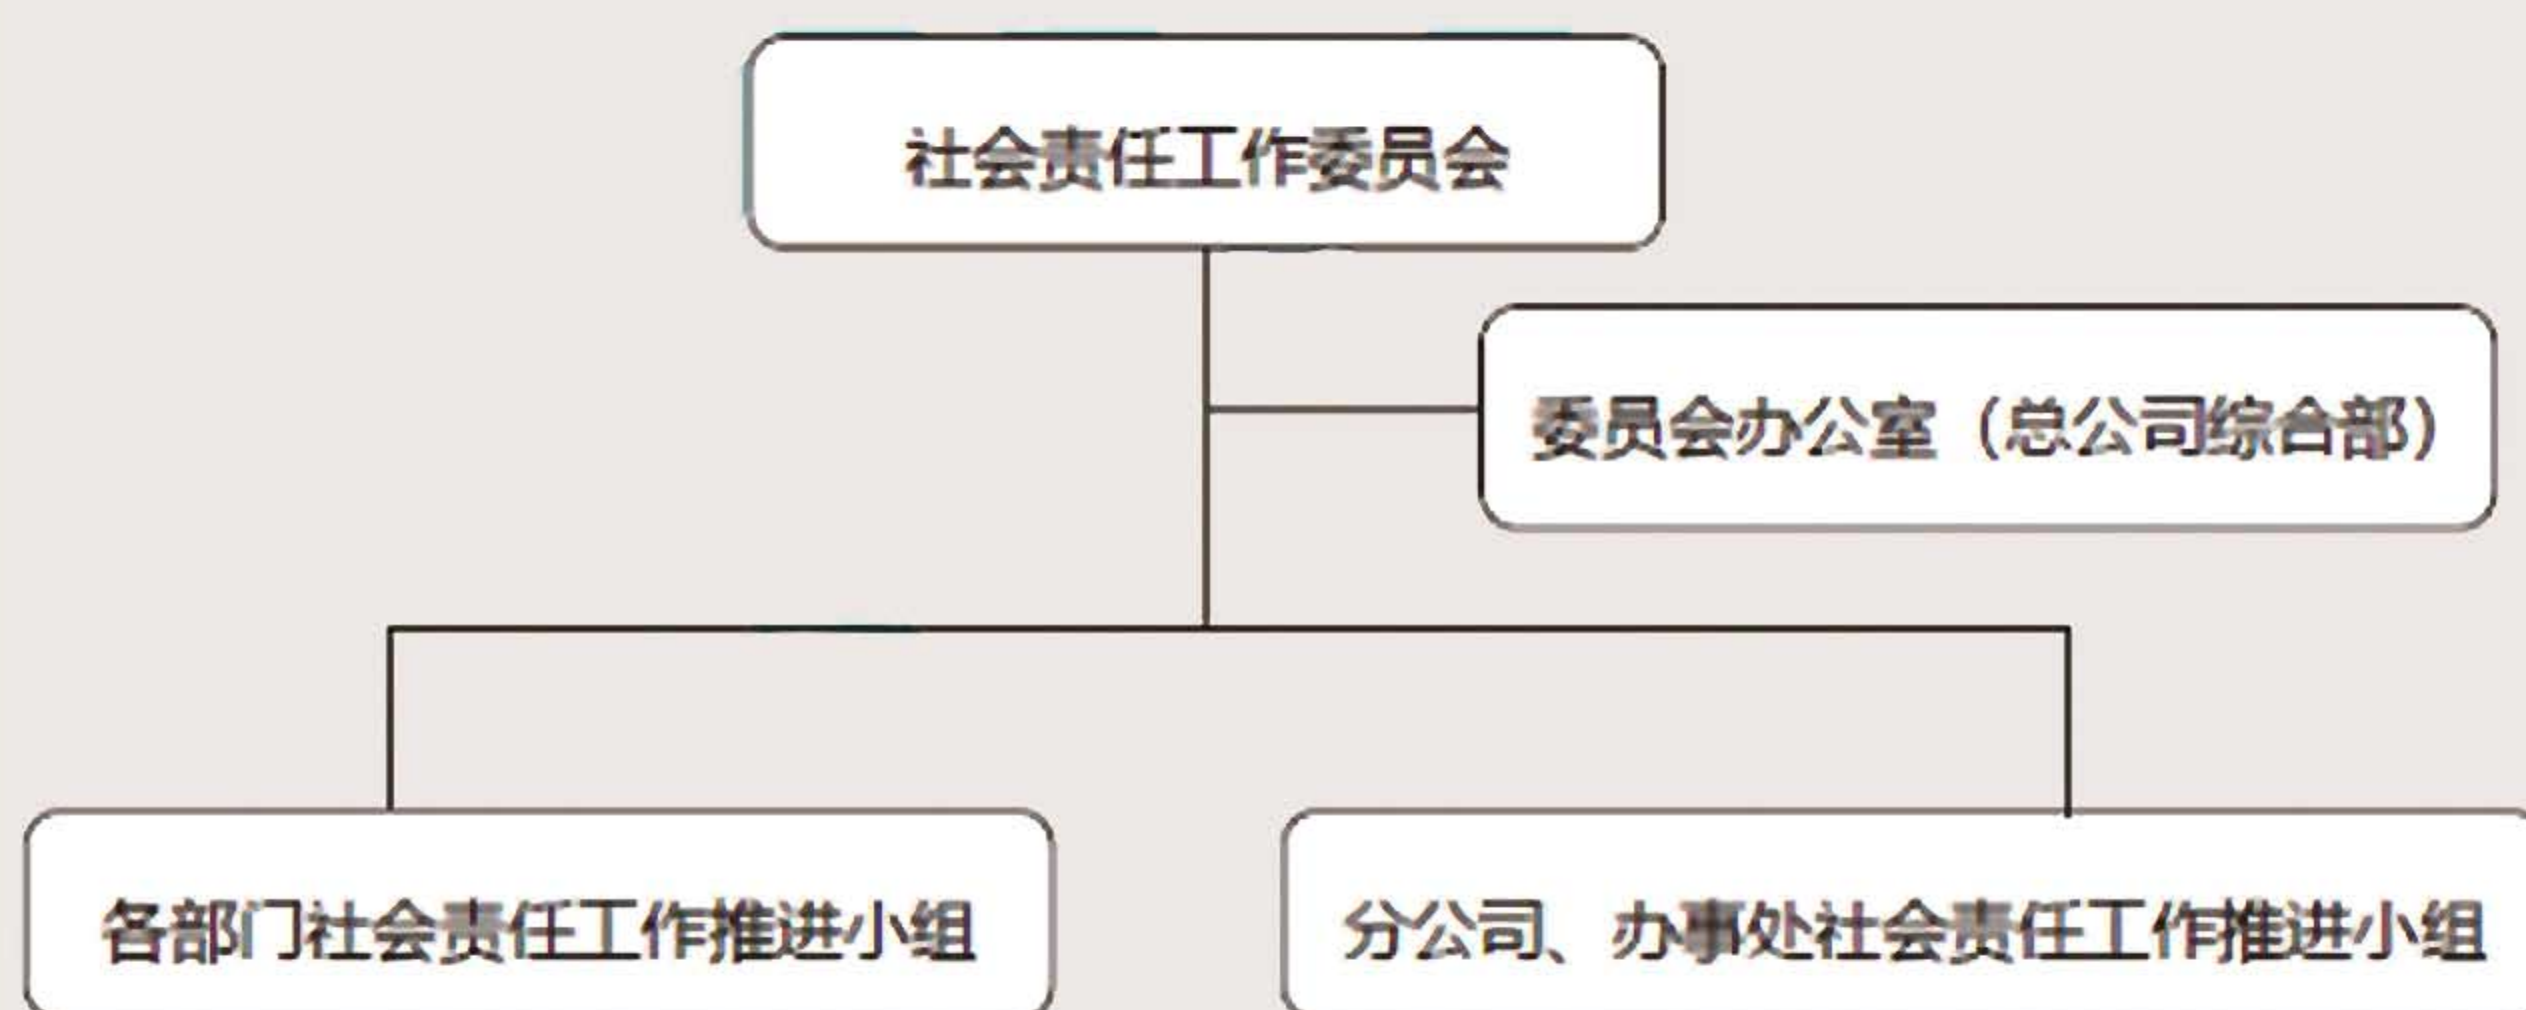 社会责任工作委员会
委员会办公室（总公司综合部）
各部门社会责任工作推进小组
分公司、办事处社会责任工作推进小组